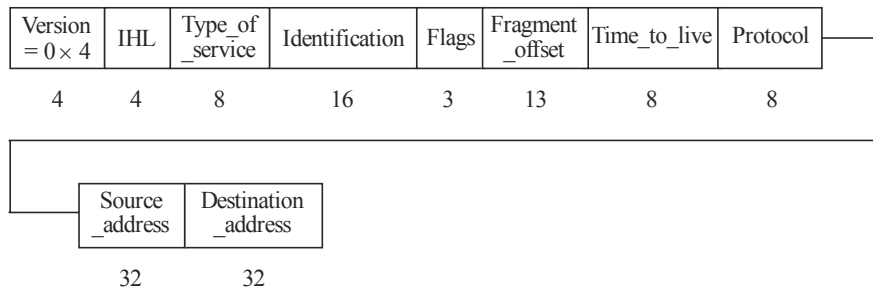 Version
= 0 × 4
IHL
Type_of
_service
Identification
Flags
Fragment
_offset
Time_to_live
Protocol
4 4 8 16 3 13 8 8
Source
_address
Destination
_address
32 32